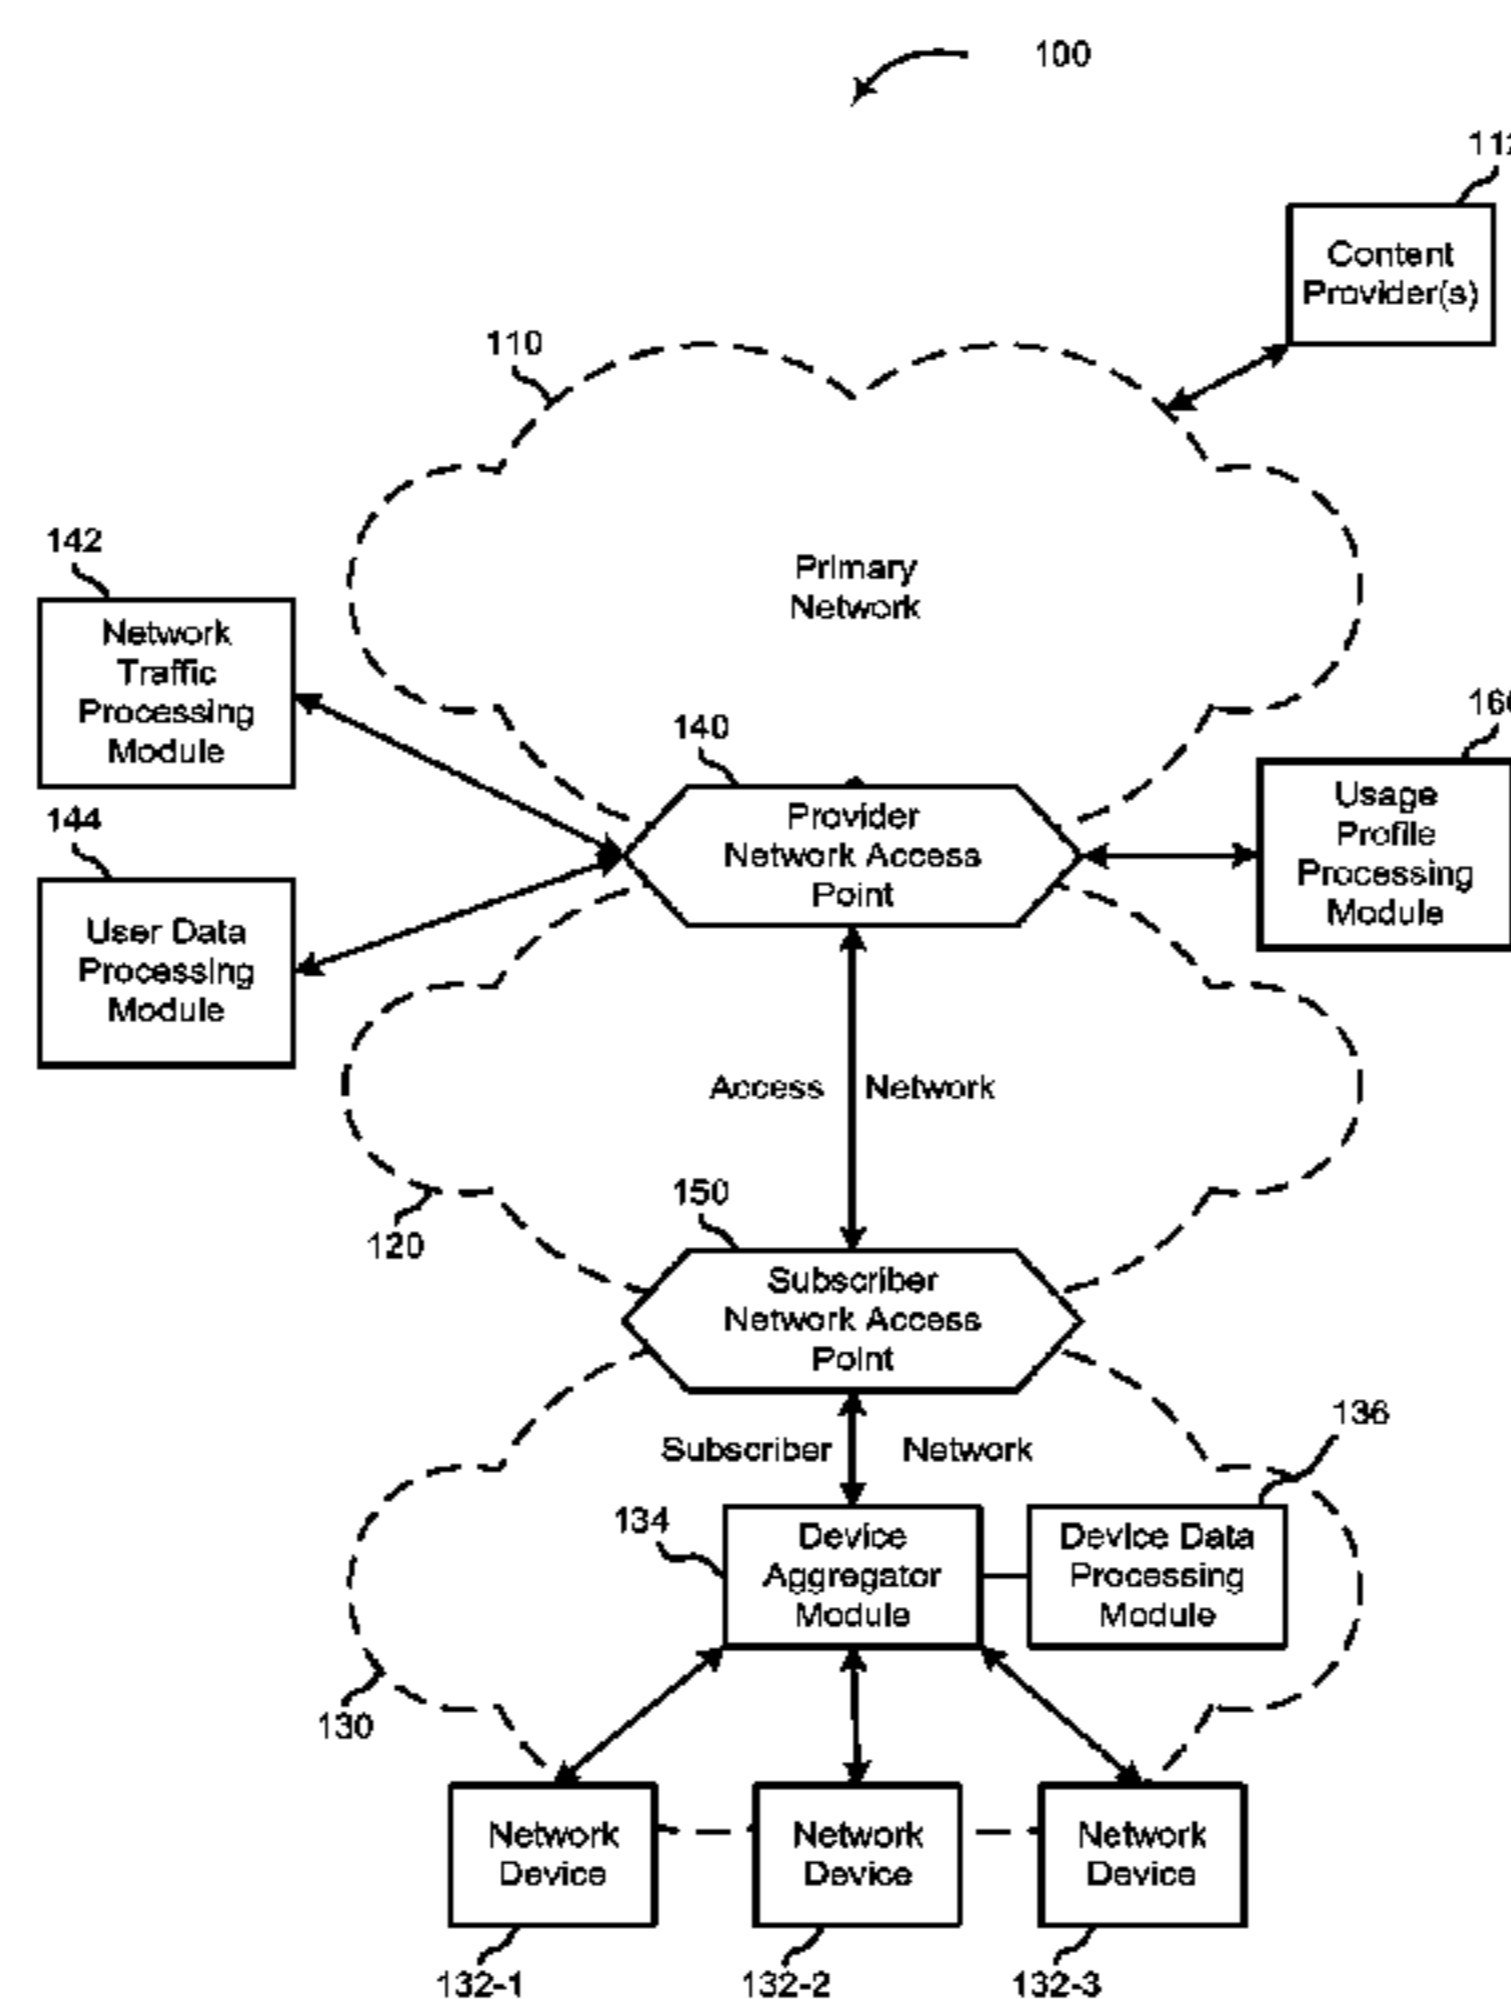 100
112
Content
Provider(s)
110
Primary
Network
142
Network
Traffic
Processing
Module
140
Provider
Network Access
Point
160
Usage
Profile
Processing
Module
144
User Data
Processing
Module
Access Network
120
150
Subscriber
Network Access
Point
Subscriber Network
136
134
Device
Aggregator
Module
Device Data
Processing
Module
130
Network
Device
Network
Device
Network
Device
132-1
132-2
132-3